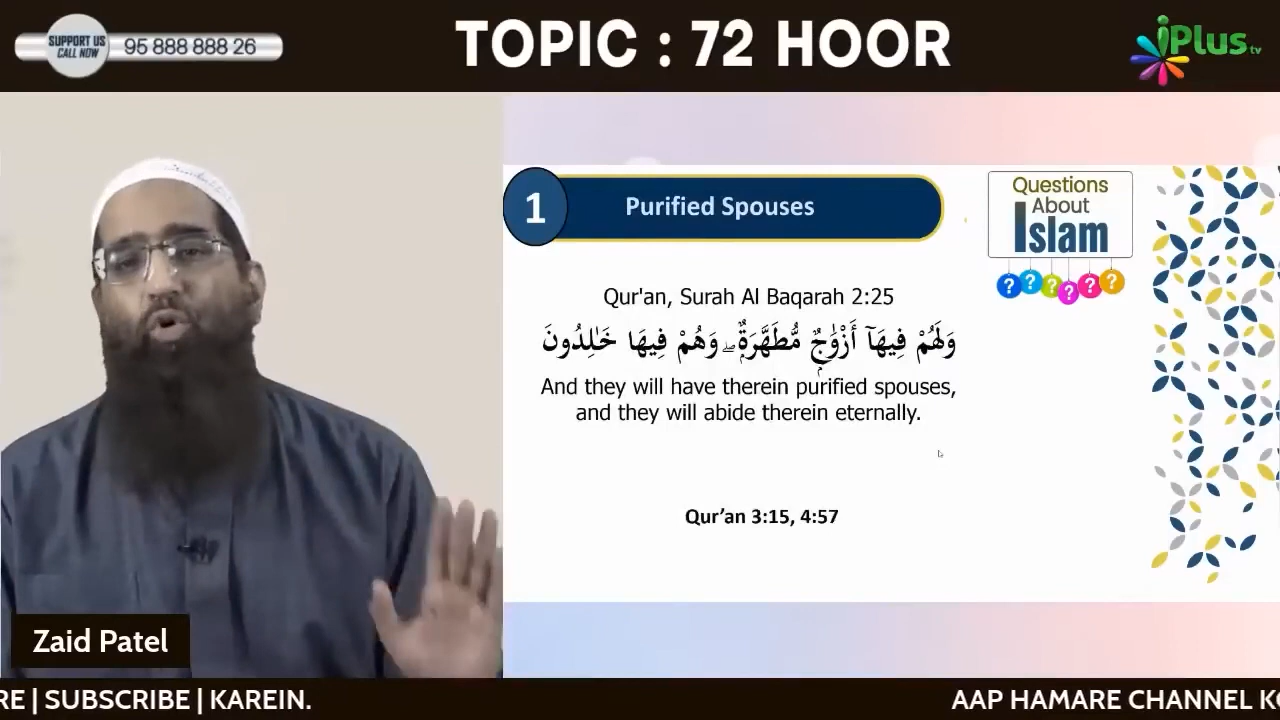 SUPPORT US
CALL NOW
95 888 888 26
TOPIC : 72 HOOR
iPlus tv
1
Purified Spouses
Questions
About
Islam
? ? ? ? ? ?
Qur'an, Surah Al Baqarah 2:25
وَلَهُمْ فِيهَآ أَزْوَٰجٌ مُّطَهَّرَةٌ ۖ وَهُمْ فِيهَا خَـٰلِدُونَ
And they will have therein purified spouses,
and they will abide therein eternally.
Qur’an 3:15, 4:57
Zaid Patel
RE | SUBSCRIBE | KAREIN.
AAP HAMARE CHANNEL